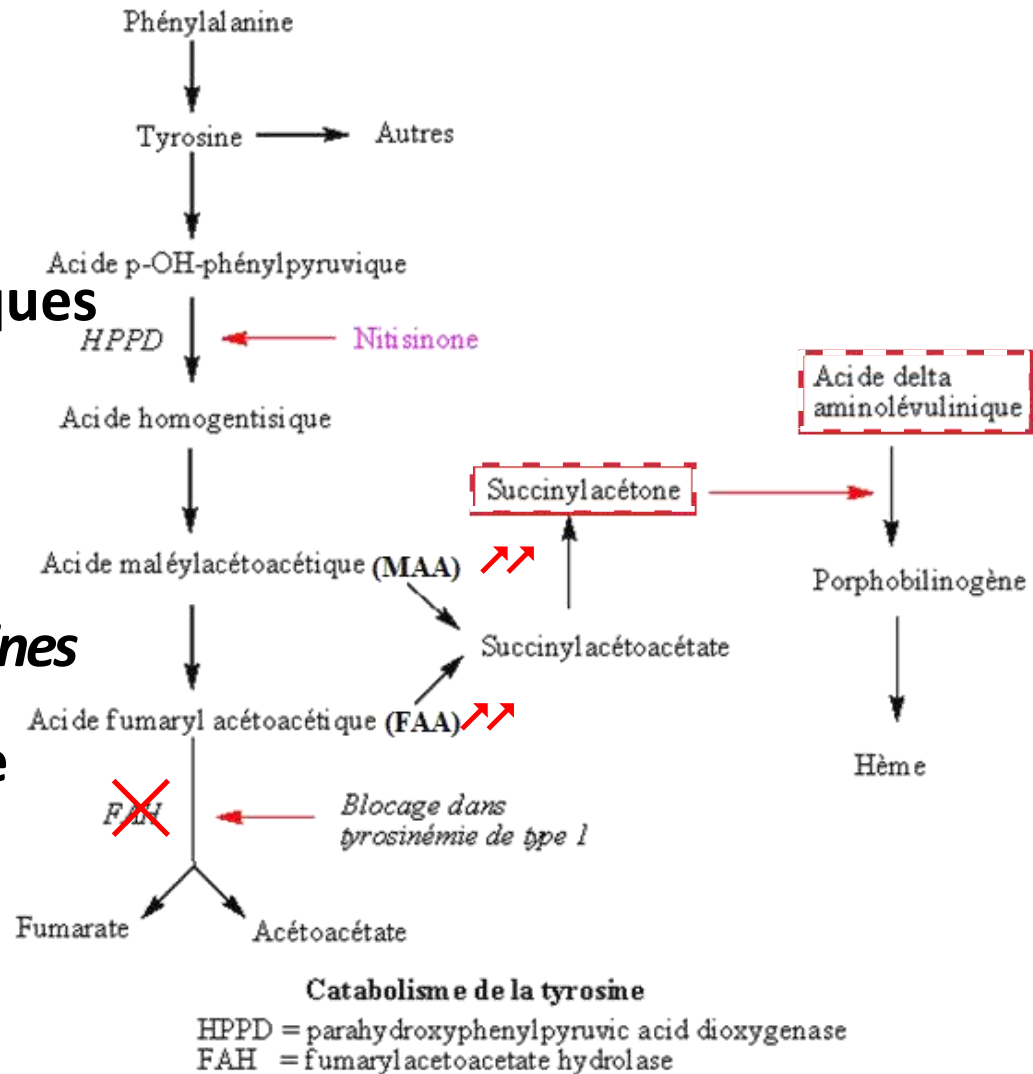 Phénylalanine
Tyrosine
Autres
Acide p-OH-phénylpyruvique
ques
HPPD
Nitisinone
Acide delta
aminolévulinique
Acide homogentisique
Succinylacétone
Acide maléylacétoacétique (MAA)
Porphobilinogène
ines
Succinylacétoacétate
Acide fumaryl acétoacétique (FAA)
e
Hème
FAH
Blocage dans
tyrosinémie de type 1
Fumarate
Acétoacétate
Catabolisme de la tyrosine
HPPD = parahydroxyphenylpyruvic acid dioxygenase
FAH = fumarylacetoacetate hydrolase